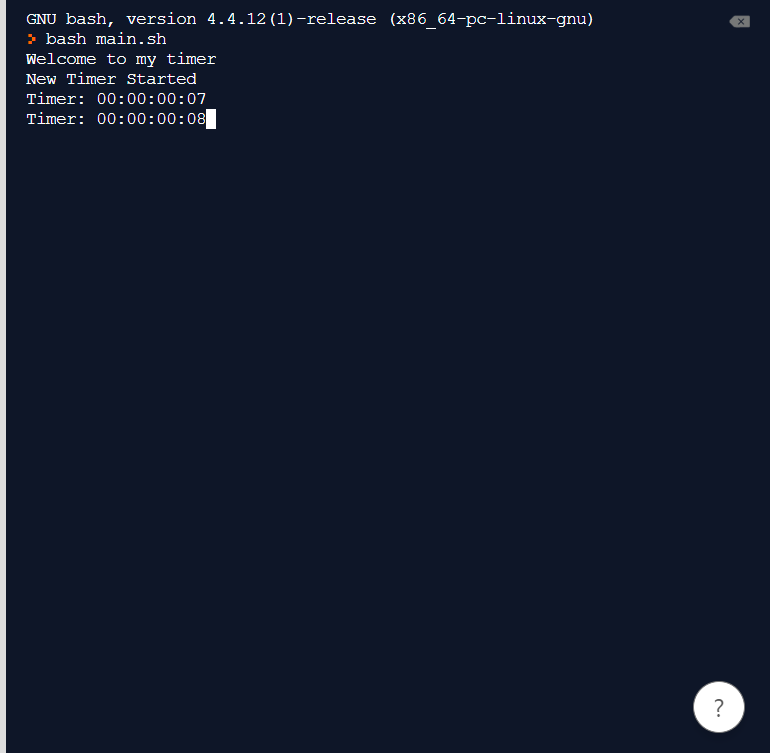 GNU bash, version 4.4.12(1)-release (x86_64-pc-linux-gnu)
> bash main.sh
Welcome to my timer
New Timer Started
Timer: 00:00:00:07
Timer: 00:00:00:08
?